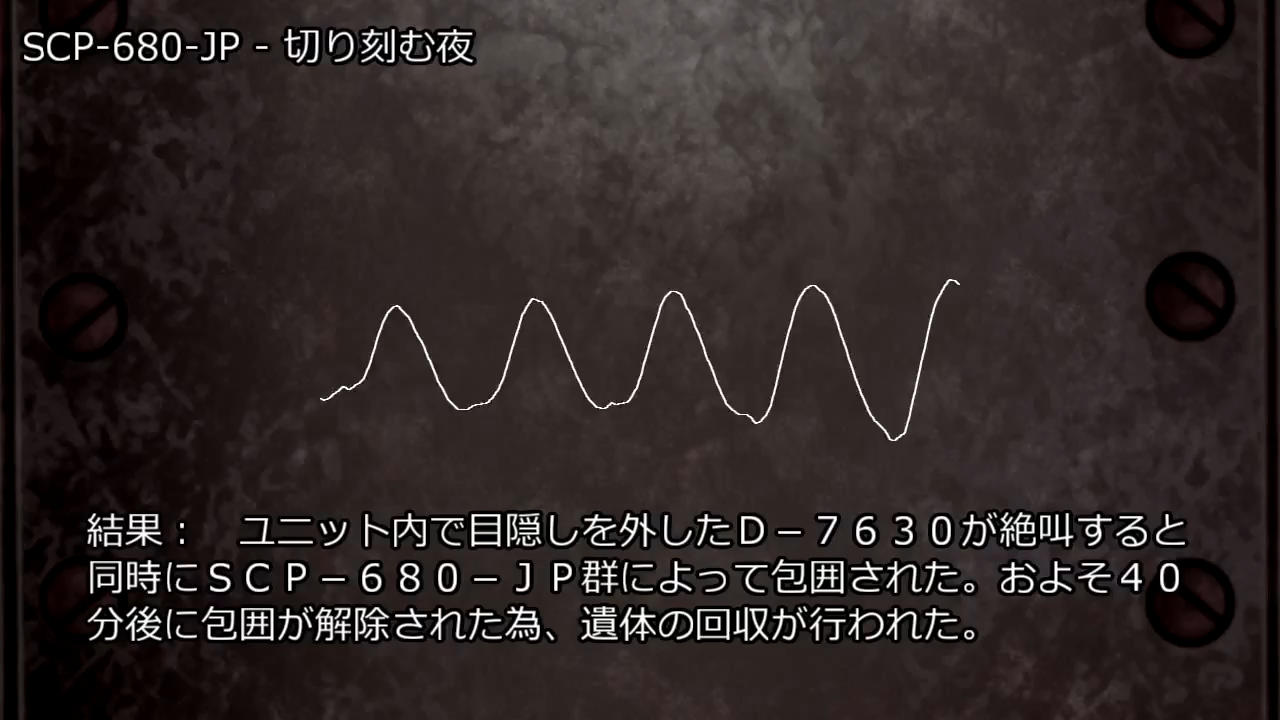 SCP-680-JP - 切り刻む夜
結果：　ユニット内で目隠しを外したＤ－７６３０が絶叫すると
同時にＳＣＰ－６８０－ＪＰ群によって包囲された。およそ４０
分後に包囲が解除された為、遺体の回収が行われた。